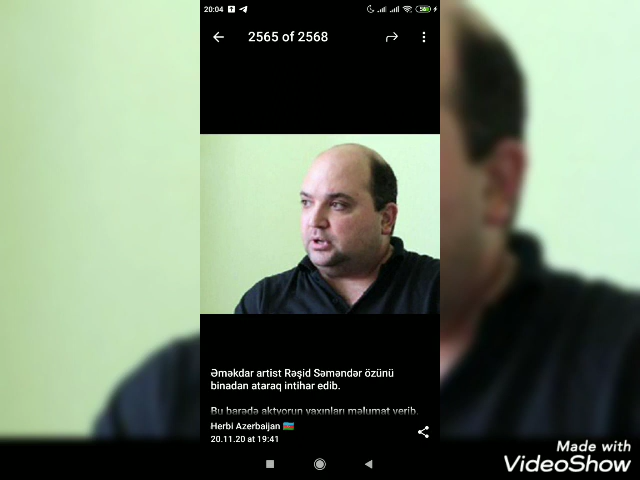 20:04
2565 of 2568
Əməkdar artist Rəşid Səməndər özünü
binadan ataraq intihar edib.
Bu barədə aktyorun yaxınları məlumat verib.
Herbi Azerbaijan
20.11.20 at 19:41
Made with
VideoShow